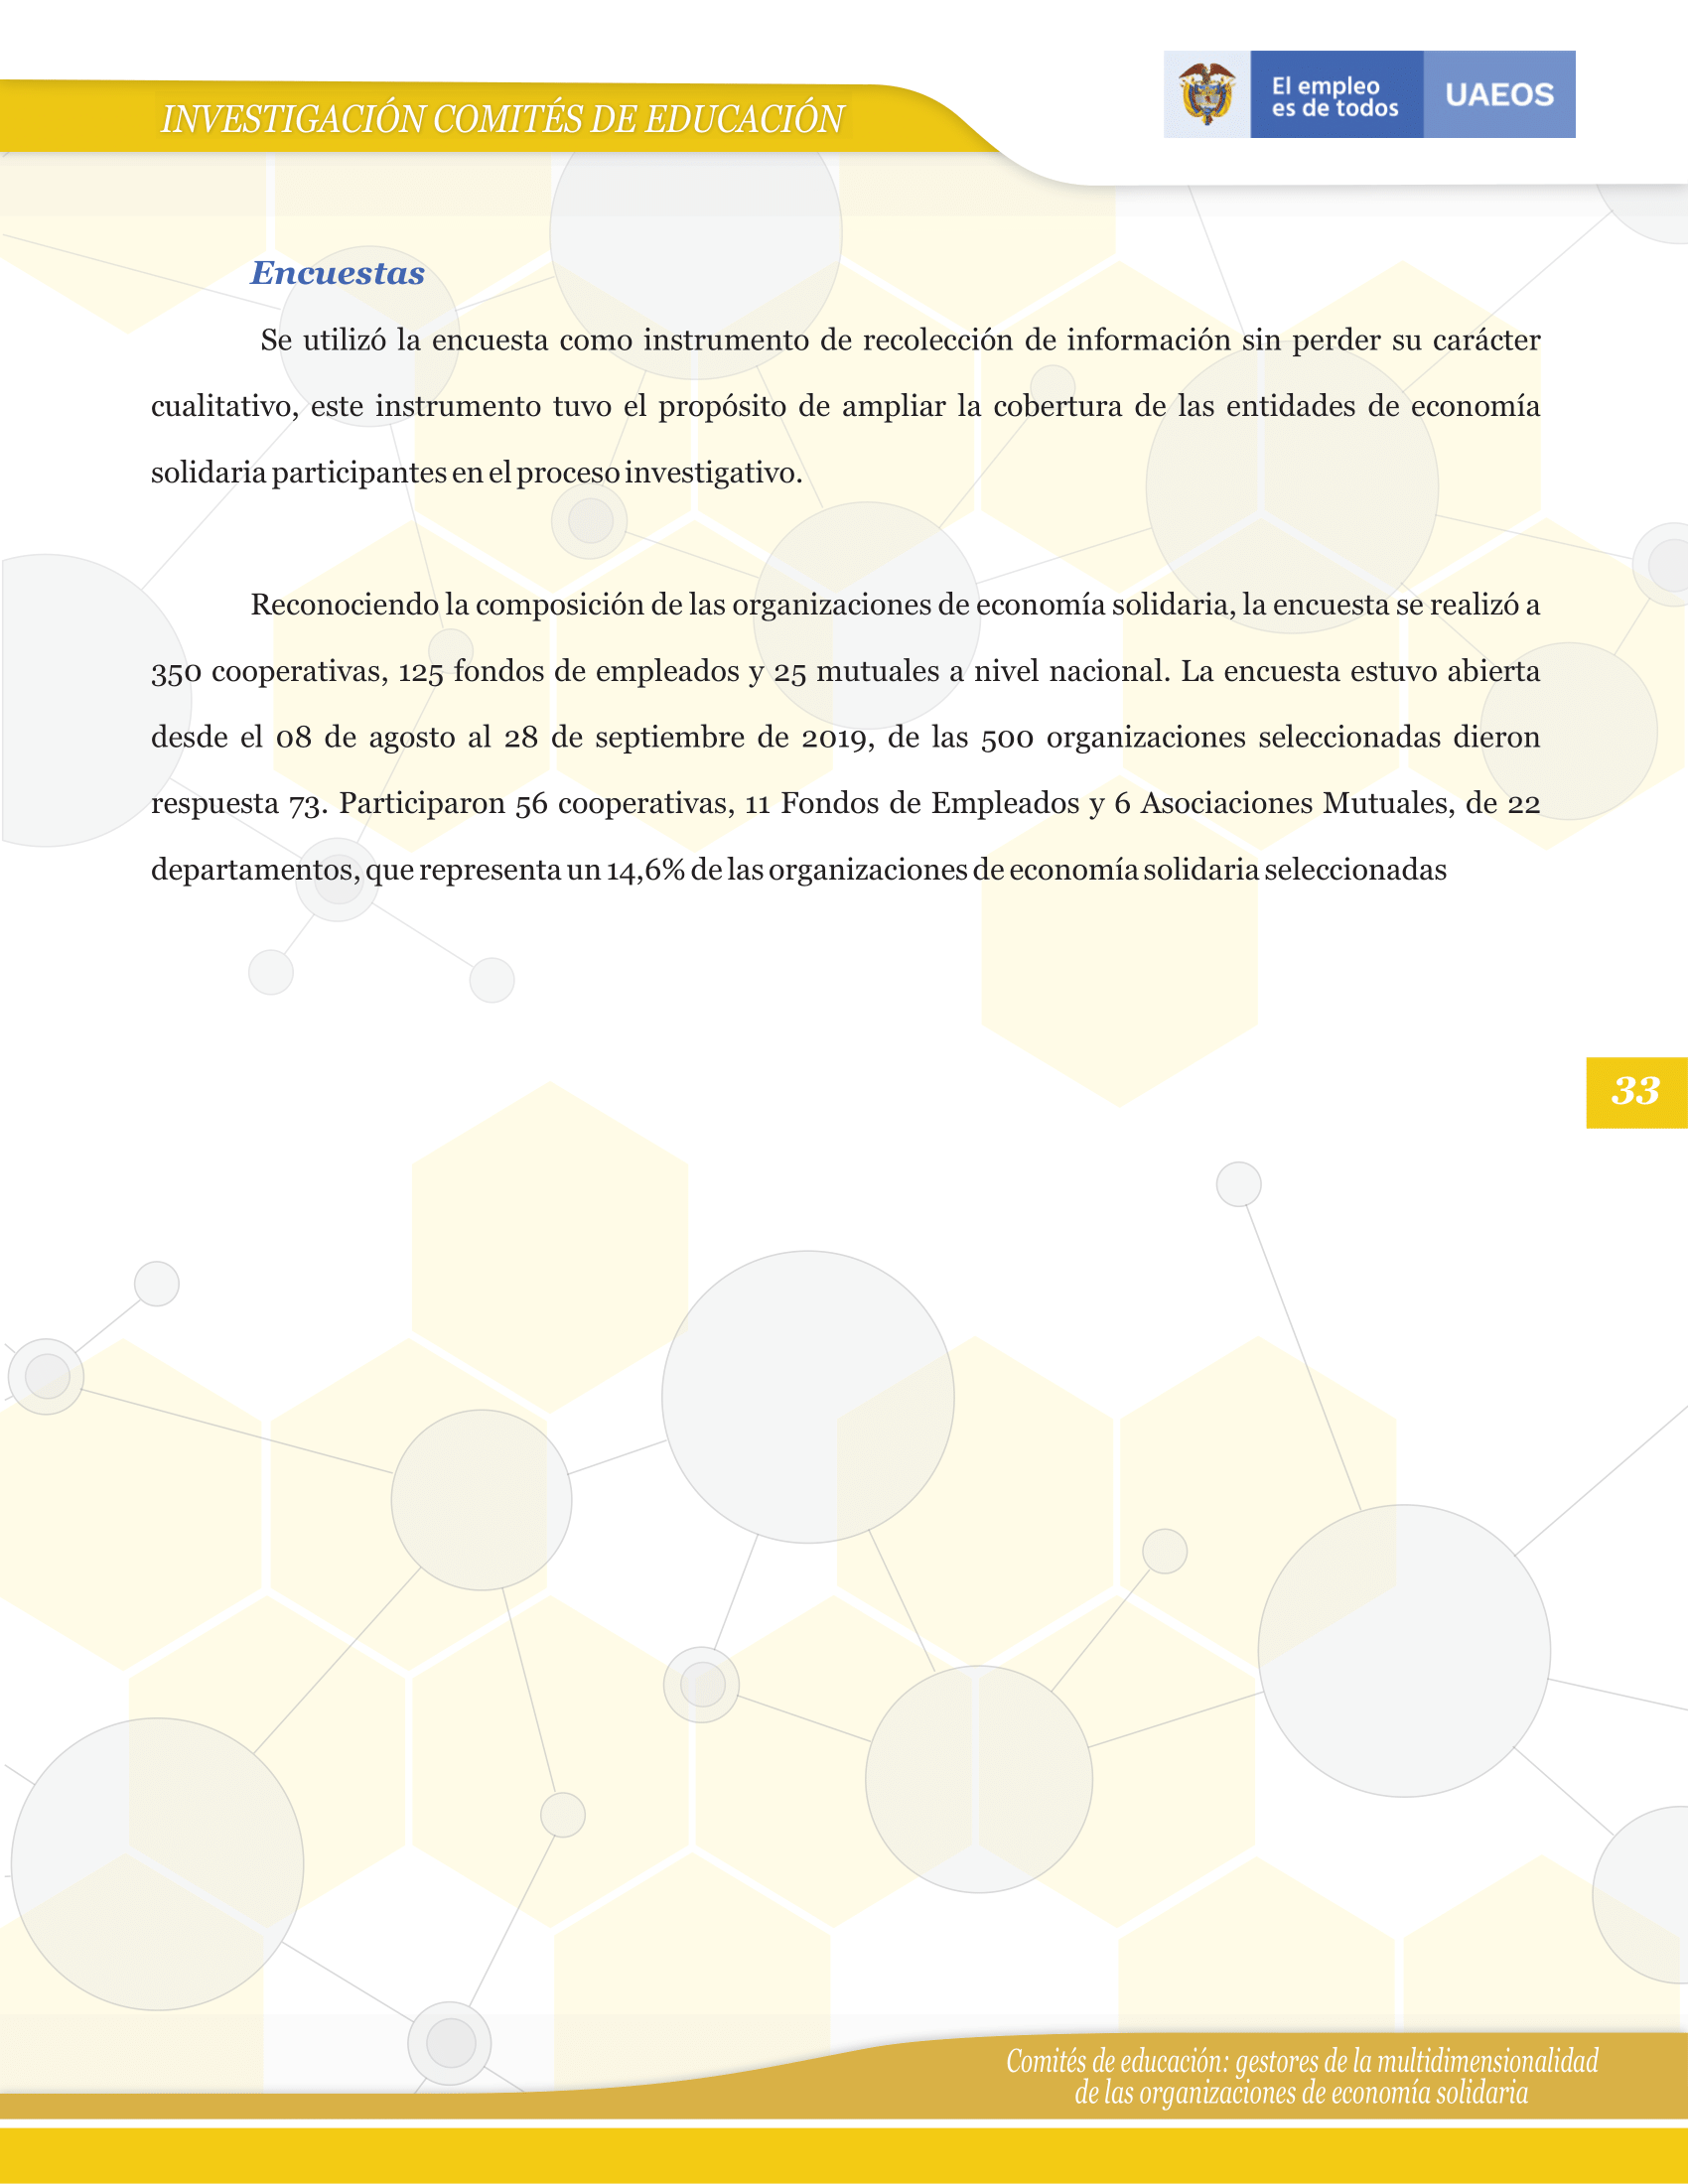 INVESTIGACIÓN COMITÉS DE EDUCACIÓN
El empleo
es de todos
UAEOS
Encuestas
Se utilizó la encuesta como instrumento de recolección de información sin perder su carácter
cualitativo, este instrumento tuvo el propósito de ampliar la cobertura de las entidades de economía
solidaria participantes en el proceso investigativo.
Reconociendo la composición de las organizaciones de economía solidaria, la encuesta se realizó a
350 cooperativas, 125 fondos de empleados y 25 mutuales a nivel nacional. La encuesta estuvo abierta
desde el 08 de agosto al 28 de septiembre de 2019, de las 500 organizaciones seleccionadas dieron
respuesta 73. Participaron 56 cooperativas, 11 Fondos de Empleados y 6 Asociaciones Mutuales, de 22
departamentos, que representa un 14,6% de las organizaciones de economía solidaria seleccionadas
33
Comités de educación: gestores de la multidimensionalidad
de las organizaciones de economía solidaria